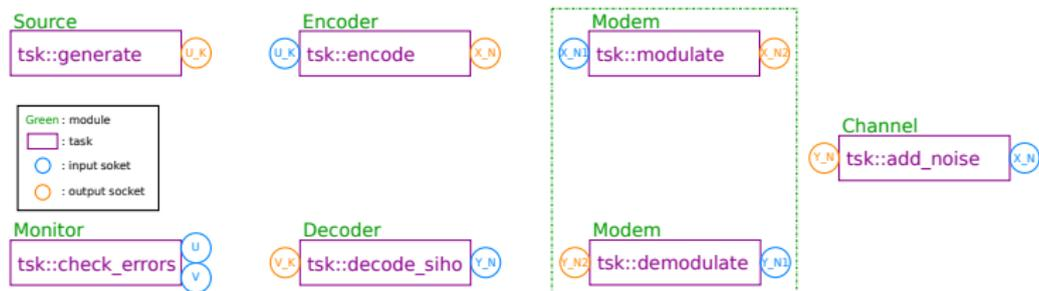 Source
Encoder
Modem
tsk::generate
U_K
U_K
tsk::encode
X_N
X_N1
tsk::modulate
X_N2
Green : module
: task
: input soket
: output socket
Channel
Y_N
tsk::add_noise
X_N
Monitor
Decoder
Modem
tsk::check_errors
U
V
V_K
tsk::decode_siho
Y_N
Y_N2
tsk::demodulate
Y_N1